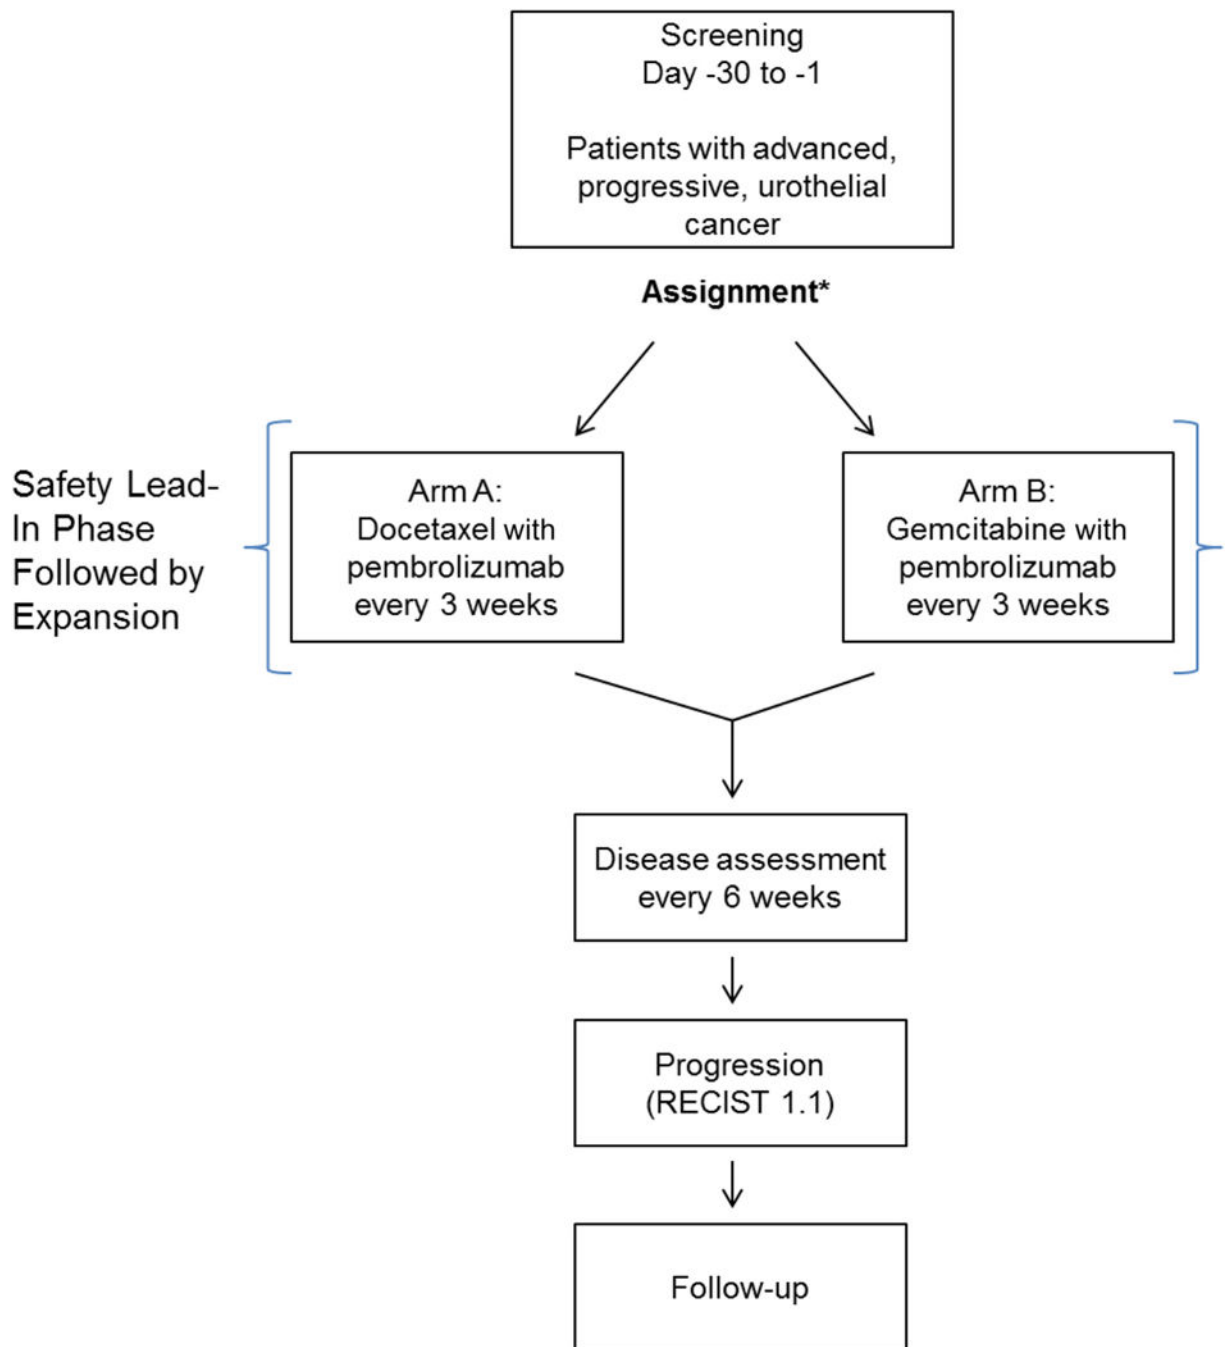 Screening
Day -30 to -1
Patients with advanced,
progressive, urothelial
cancer
Assignment*
Safety Lead-
In Phase
Followed by
Expansion
Arm A:
Docetaxel with
pembrolizumab
every 3 weeks
Arm B:
Gemcitabine with
pembrolizumab
every 3 weeks
Disease assessment
every 6 weeks
Progression
(RECIST 1.1)
Follow-up